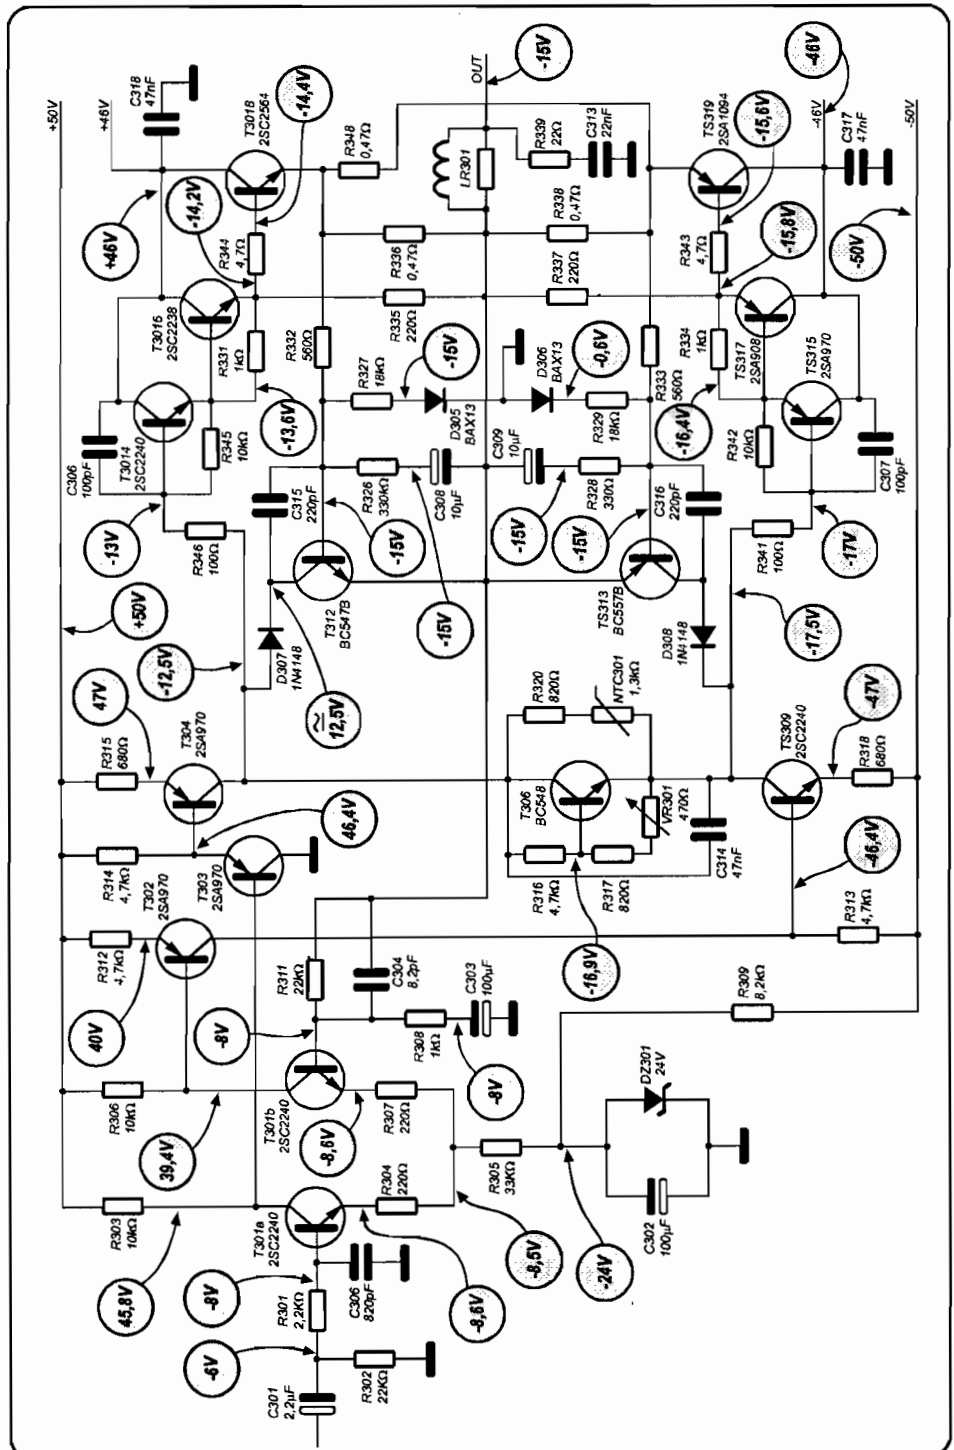 +50V
+46V
C318
47nF
T3018
2SC2564
-14,4V
-14,2V
+46V
R344
4,7Ω
T3016
2SC2238
R331
1kΩ
C306
100pF
T3014
2SC2240
R345
10kΩ
-13,6V
-13V
R346
100Ω
+50V
-12,5V
47V
R315
680Ω
T304
2SA970
46,4V
R314
4,7kΩ
T302
2SA970
T303
2SA970
R312
4,7kΩ
40V
-8V
R306
10kΩ
39,4V
T301b
2SC2240
-8,6V
R303
10kΩ
45,8V
T301a
2SC2240
-8V
R301
2,2KΩ
C306
820pF
-6V
C301
2,2µF
R302
22KΩ
R304
220Ω
-8,6V
R307
220Ω
-8,5V
R305
33KΩ
-24V
C302
100µF
DZ301
24V
R309
8,2kΩ
R311
22kΩ
C304
8,2pF
R308
1kΩ
C303
100µF
-8V
-16,9V
R316
4,7kΩ
R317
820Ω
T306
BC548
VR301
470Ω
C314
47nF
R320
820Ω
NTC301
1,3kΩ
R313
4,7kΩ
-46,4V
TS309
2SC2240
R318
680Ω
-47V
D307
1N4148
≅
12,5V
T312
BC547B
C315
220pF
R326
330kΩ
C308
10µF
-15V
-15V
R332
560Ω
R327
18kΩ
D305
BAX13
-15V
R335
220Ω
R336
0,47Ω
R348
0,47Ω
OUT
-15V
LR301
R339
22Ω
C313
22nF
R338
0,47Ω
R337
220Ω
D306
BAX13
-0,6V
R329
18kΩ
R333
560Ω
C309
10µF
R328
330Ω
-15V
-15V
C316
220pF
TS313
BC557B
D308
1N4148
-17,5V
R341
100Ω
-17V
R342
10kΩ
TS315
2SA970
C307
100pF
-16,4V
R334
1kΩ
TS317
2SA908
-15,8V
R343
4,7Ω
-15,6V
TS319
2SA1094
C317
47nF
-46V
-46V
-50V
-50V